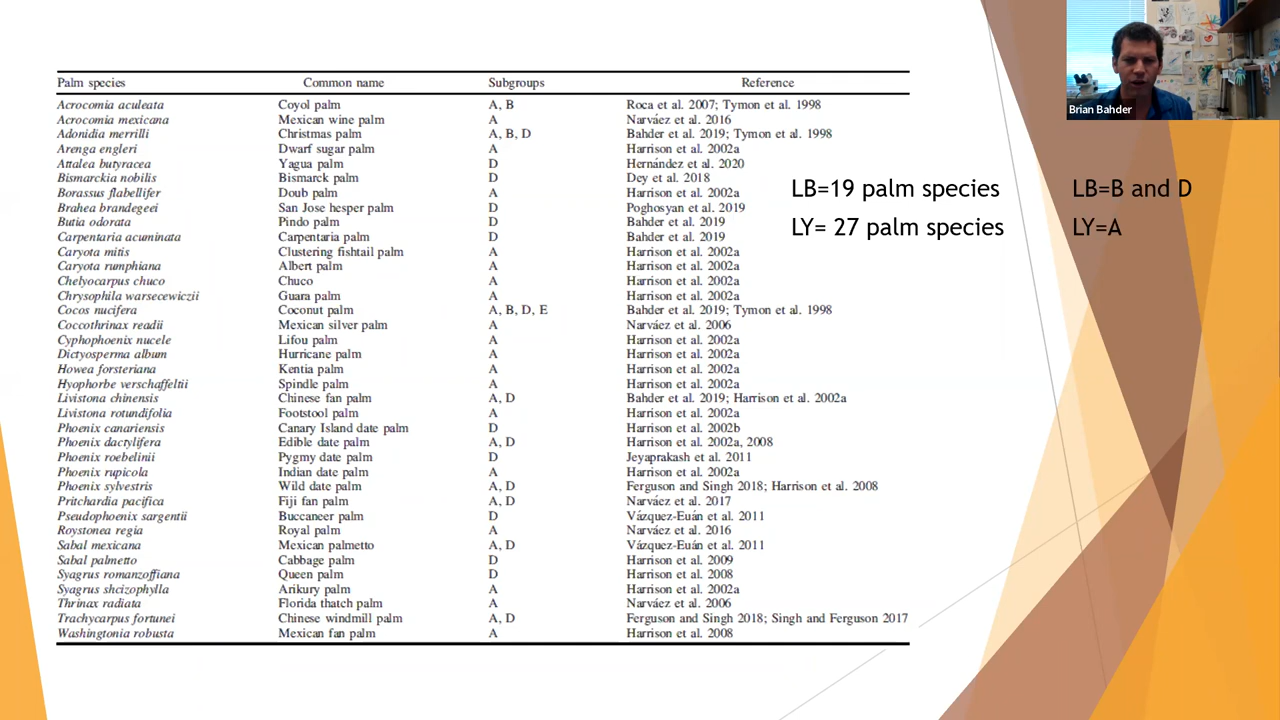 Palm species Common name Subgroups Reference
Acrocomia aculeata Coyol palm A, B Roca et al. 2007; Tymon et al. 1998
Acrocomia mexicana Mexican wine palm A Narváez et al. 2016
Adonidia merrilli Christmas palm A, B, D Bahder et al. 2019; Tymon et al. 1998
Arenga engleri Dwarf sugar palm A Harrison et al. 2002a
Attalea butyracea Yagua palm D Hernández et al. 2020
Bismarckia nobilis Bismarck palm D Dey et al. 2018
Borassus flabellifer Doub palm A Harrison et al. 2002a
Brahea brandegeei San Jose hesper palm D Poghosyan et al. 2019
Butia odorata Pindo palm D Bahder et al. 2019
Carpentaria acuminata Carpentaria palm D Bahder et al. 2019
Caryota mitis Clustering fishtail palm A Harrison et al. 2002a
Caryota rumphiana Albert palm A Harrison et al. 2002a
Chelyocarpus chuco Chuco A Harrison et al. 2002a
Chrysophila warsecewiczii Guara palm A Harrison et al. 2002a
Cocos nucifera Coconut palm A, B, D, E Bahder et al. 2019; Tymon et al. 1998
Coccothrinax readii Mexican silver palm A Narváez et al. 2006
Cyphophoenix nucele Lifou palm A Harrison et al. 2002a
Dictyosperma album Hurricane palm A Harrison et al. 2002a
Howea forsteriana Kentia palm A Harrison et al. 2002a
Hyophorbe verschaffeltii Spindle palm A Harrison et al. 2002a
Livistona chinensis Chinese fan palm A, D Bahder et al. 2019; Harrison et al. 2002a
Livistona rotundifolia Footstool palm A Harrison et al. 2002a
Phoenix canariensis Canary Island date palm D Harrison et al. 2002b
Phoenix dactylifera Edible date palm A, D Harrison et al. 2002a, 2008
Phoenix roebelinii Pygmy date palm D Jeyaprakash et al. 2011
Phoenix rupicola Indian date palm A Harrison et al. 2002a
Phoenix sylvestris Wild date palm A, D Ferguson and Singh 2018; Harrison et al. 2008
Pritchardia pacifica Fiji fan palm A, D Narváez et al. 2017
Pseudophoenix sargentii Buccaneer palm D Vázquez-Euán et al. 2011
Roystonea regia Royal palm A Narváez et al. 2016
Sabal mexicana Mexican palmetto A, D Vázquez-Euán et al. 2011
Sabal palmetto Cabbage palm D Harrison et al. 2009
Syagrus romanzoffiana Queen palm D Harrison et al. 2008
Syagrus shcizophylla Arikury palm A Harrison et al. 2002a
Thrinax radiata Florida thatch palm A Narváez et al. 2006
Trachycarpus fortunei Chinese windmill palm A, D Ferguson and Singh 2018; Singh and Ferguson 2017
Washingtonia robusta Mexican fan palm A Harrison et al. 2008
LB=19 palm species
LY= 27 palm species
LB=B and D
LY=A
Brian Bahder